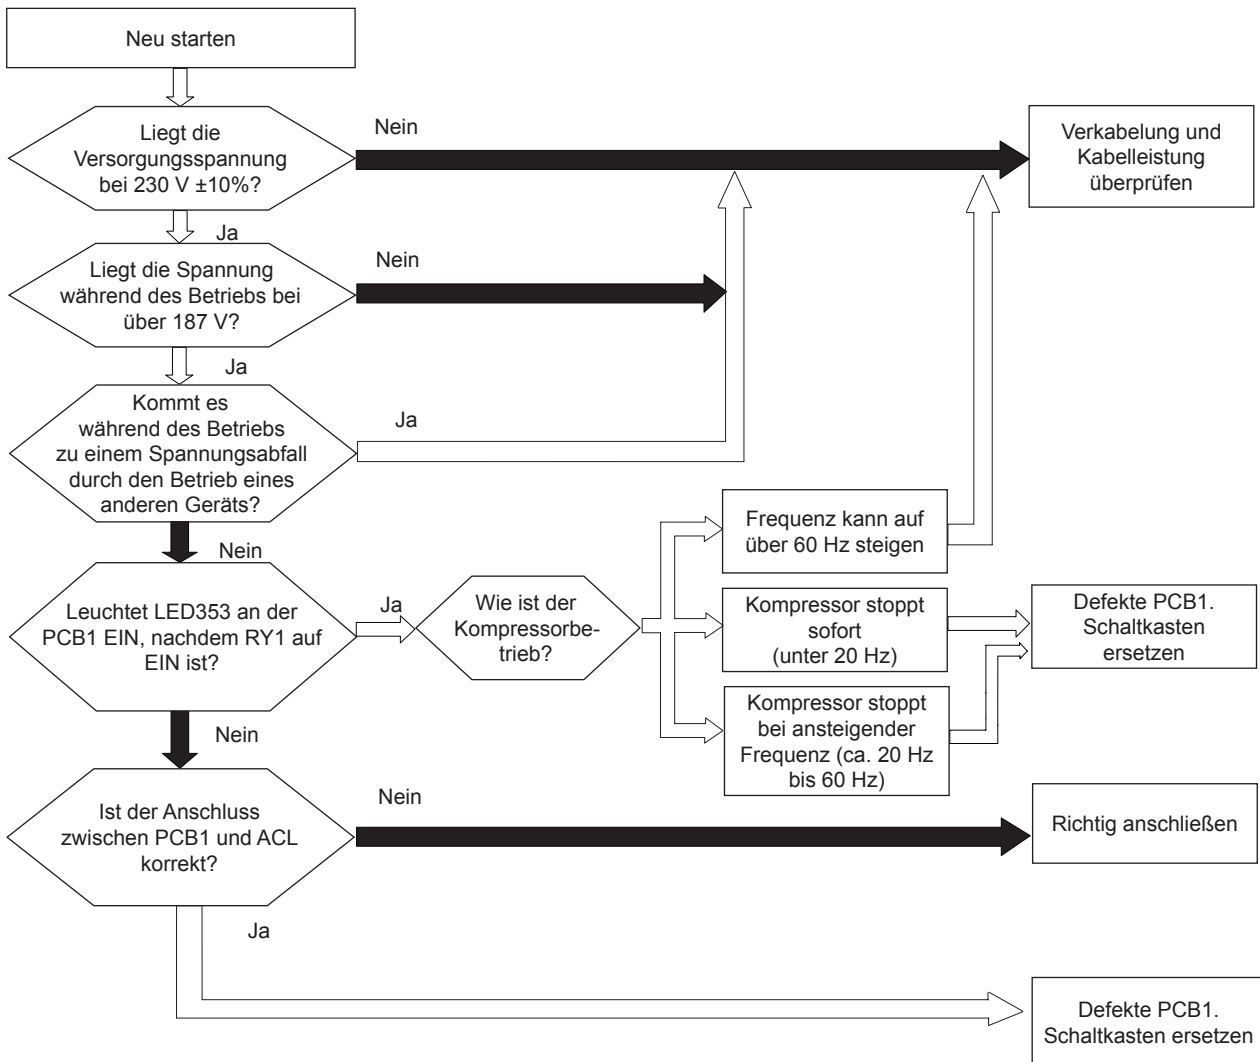 Neu starten
Liegt die
Versorgungsspannung
bei 230 V ±10%?
Nein
Verkabelung und
Kabelleistung
überprüfen
Ja
Liegt die Spannung
während des Betriebs bei
über 187 V?
Nein
Ja
Kommt es
während des Betriebs
zu einem Spannungsabfall
durch den Betrieb eines
anderen Geräts?
Ja
Nein
Leuchtet LED353 an der
PCB1 EIN, nachdem RY1 auf
EIN ist?
Ja
Wie ist der
Kompressorbe-
trieb?
Frequenz kann auf
über 60 Hz steigen
Kompressor stoppt
sofort
(unter 20 Hz)
Kompressor stoppt
bei ansteigender
Frequenz (ca. 20 Hz
bis 60 Hz)
Defekte PCB1.
Schaltkasten
ersetzen
Nein
Ist der Anschluss
zwischen PCB1 und ACL
korrekt?
Nein
Richtig anschließen
Ja
Defekte PCB1.
Schaltkasten ersetzen